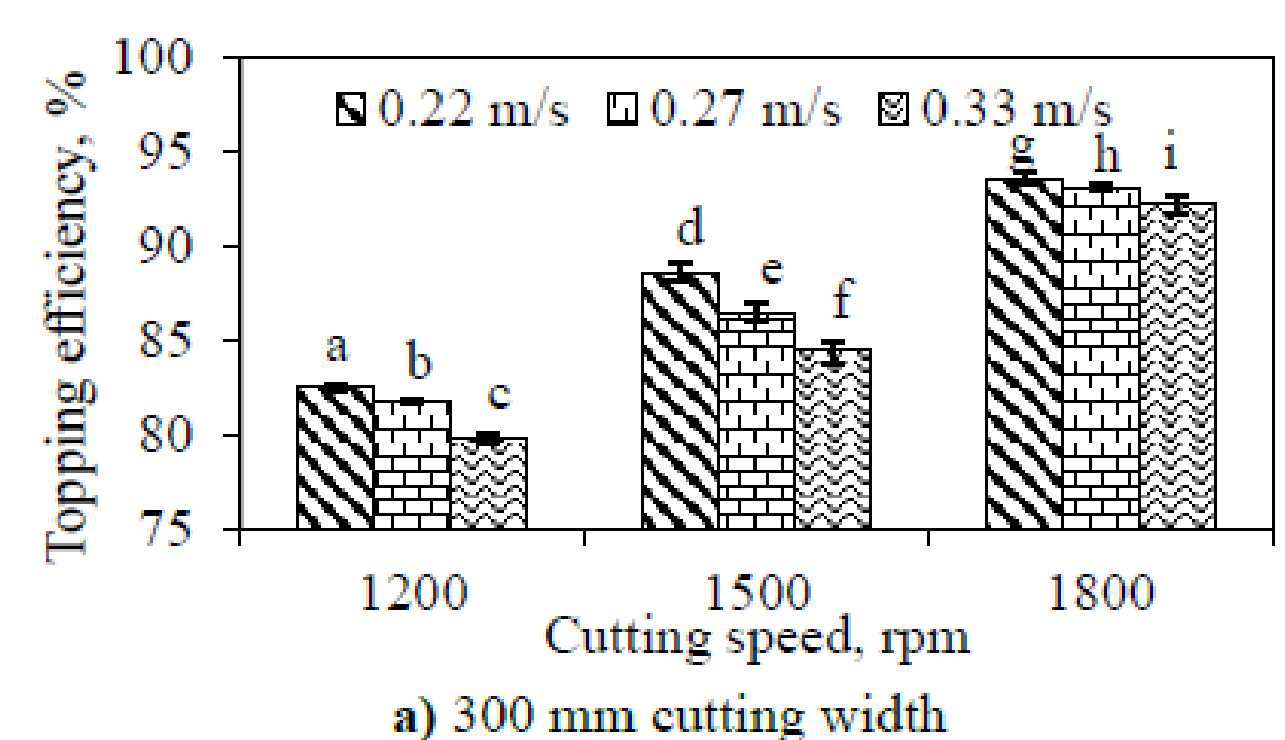 Topping efficiency, %
100
95
90
85
80
75
0.22 m/s 0.27 m/s 0.33 m/s
a b c
d e f
g h i
1200 1500 1800
Cutting speed, rpm
a) 300 mm cutting width